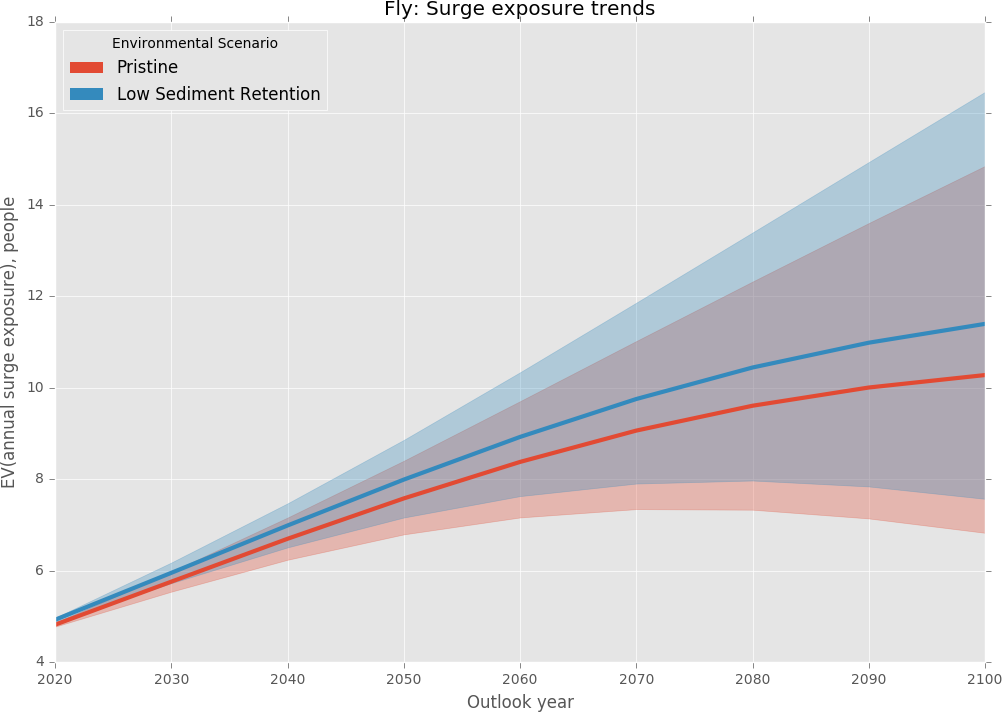 Fly: Surge exposure trends
Environmental Scenario
Pristine
Low Sediment Retention
EV(annual surge exposure), people
18
16
14
12
10
8
6
4
2020 2030 2040 2050 2060 2070 2080 2090 2100
Outlook year